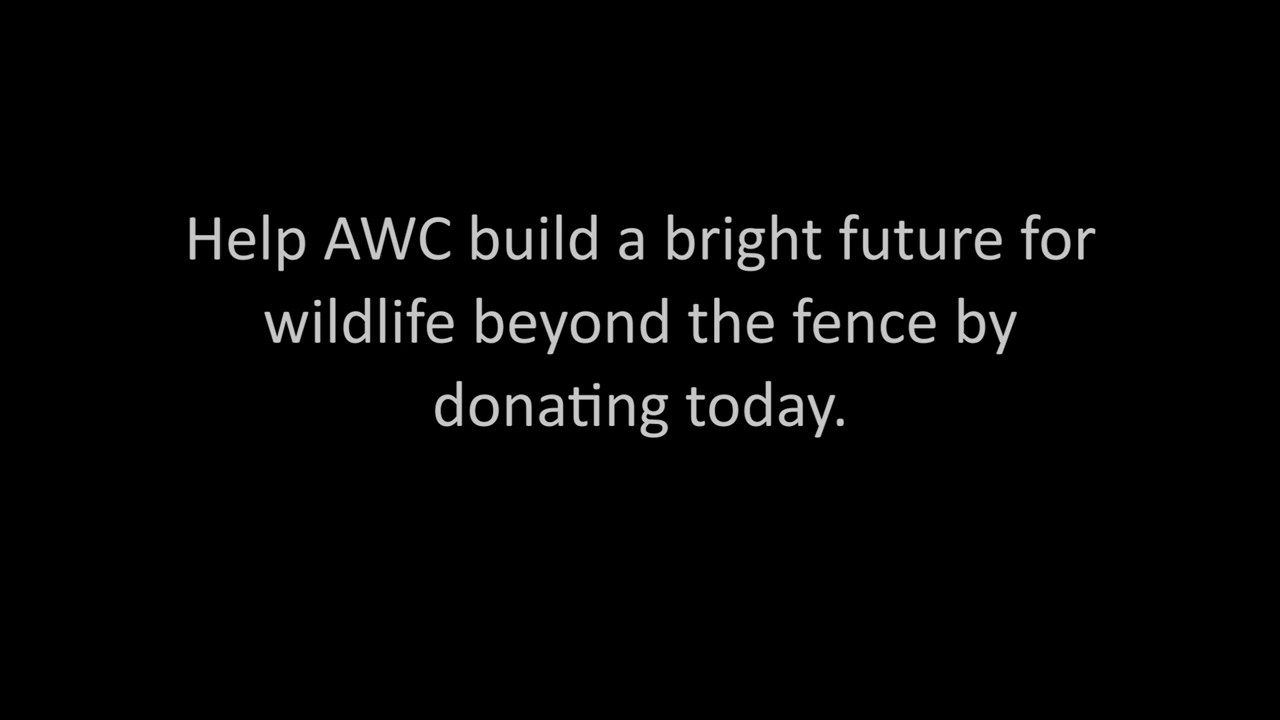 Help AWC build a bright future for
wildlife beyond the fence by
donating today.